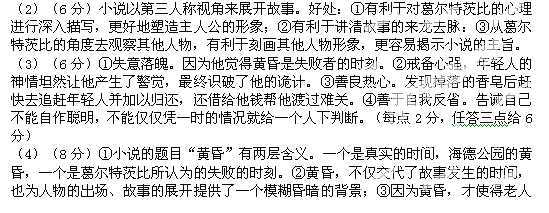 （2）（6分）小说以第三人称视角来展开故事。好处：①有利于对葛尔特茨比的心理
进行深入描写，更好地塑造主人公的形象；②有利于讲清故事的来龙去脉；③从葛
尔特茨比的角度去观察其他人物，有利于刻画其他人物形象，更容易揭示小说的主旨。
（3）（6分）①失意落魄。因为他觉得黄昏是失败者的时刻。②戒备心强，年轻人的
神情坦然让他产生了警觉，最终识破了他的诡计。③善良热心。发现掉落的香皂后赶
快去追赶年轻人并加以归还，还借给他钱帮他渡过难关。④善于自我反省。告诫自己
不能自作聪明，不能仅仅凭一时的情况就给一个人下判断。（每点2分，任答三点给6
分）
（4）（8分）①小说的题目“黄昏”有两层含义。一个是真实的时间，海德公园的黄
昏，一个是葛尔特茨比所认为的失败的时刻。②黄昏，不仅交代了故事发生的时间，
也为人物的出场、故事的展开提供了一个模糊昏暗的背景；③因为黄昏，才使得老人